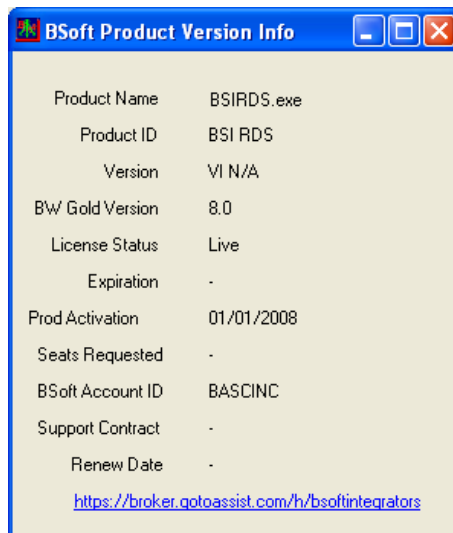 BSoft Product Version Info
Product Name BSIRDS.exe
Product ID BSI RDS
Version VI N/A
BW Gold Version 8.0
License Status Live
Expiration -
Prod Activation 01/01/2008
Seats Requested -
BSoft Account ID BASCINC
Support Contract -
Renew Date -
https://broker.gotoassist.com/h/bsoftintegrators